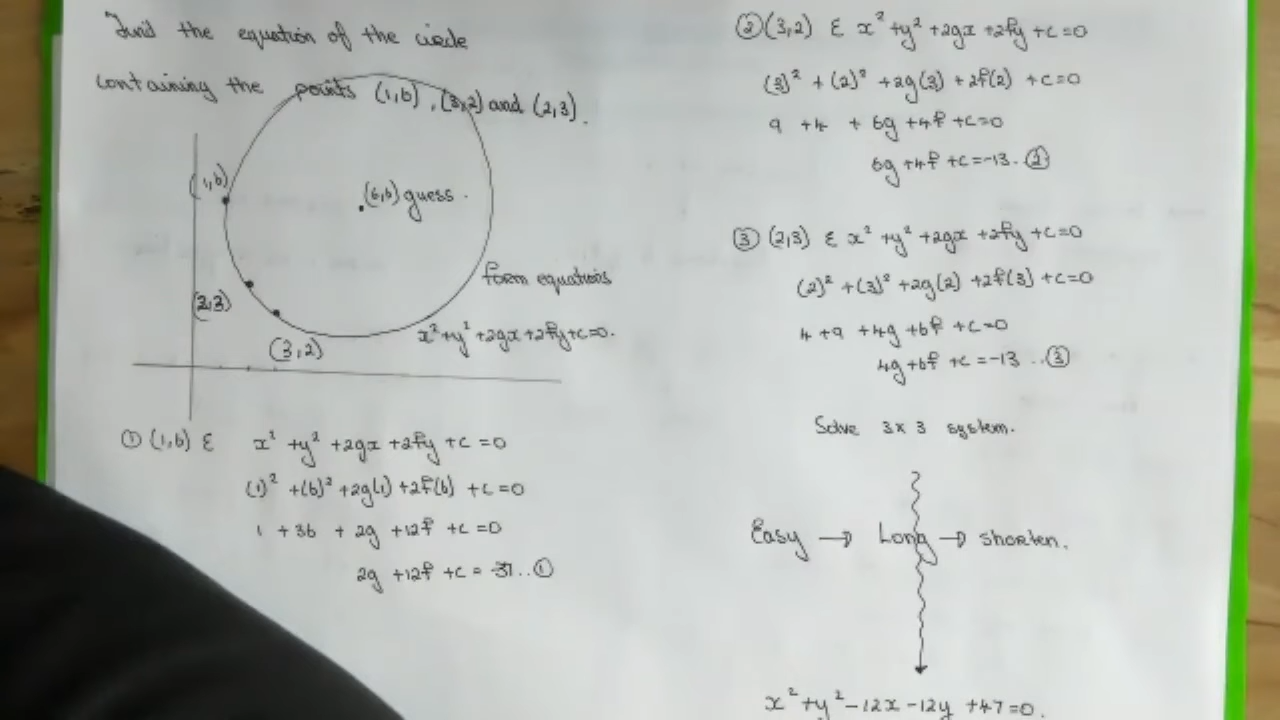 Find the equation of the circle
containing the points (1,6), (3,2) and (2,3).
(1,6)
(6,6) guess.
(2,3)
(3,2)
form equations
x² + y² + 2gx + 2fy + c = 0.
① (1,6) ε x² + y² + 2gx + 2fy + c = 0
(1)² + (6)² + 2g(1) + 2f(6) + c = 0
1 + 36 + 2g + 12f + c = 0
2g + 12f + c = -37..①
② (3,2) ε x² + y² + 2gx + 2fy + c = 0
(3)² + (2)² + 2g(3) + 2f(2) + c = 0
9 + 4 + 6g + 4f + c = 0
6g + 4f + c = -13.②
③ (2,3) ε x² + y² + 2gx + 2fy + c = 0
(2)² + (3)² + 2g(2) + 2f(3) + c = 0
4 + 9 + 4g + 6f + c = 0
4g + 6f + c = -13 ..③
Solve 3x3 system.
Easy → Long → shorten.
x² + y² - 12x - 12y + 47 = 0.